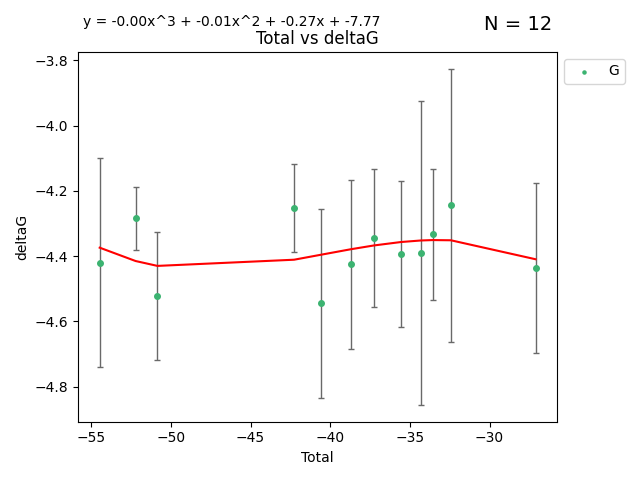 y = -0.00x^3 + -0.01x^2 + -0.27x + -7.77
N = 12
Total vs deltaG
G
deltaG
−3.8
−4.0
−4.2
−4.4
−4.6
−4.8
−55
−50
−45
−40
−35
−30
Total